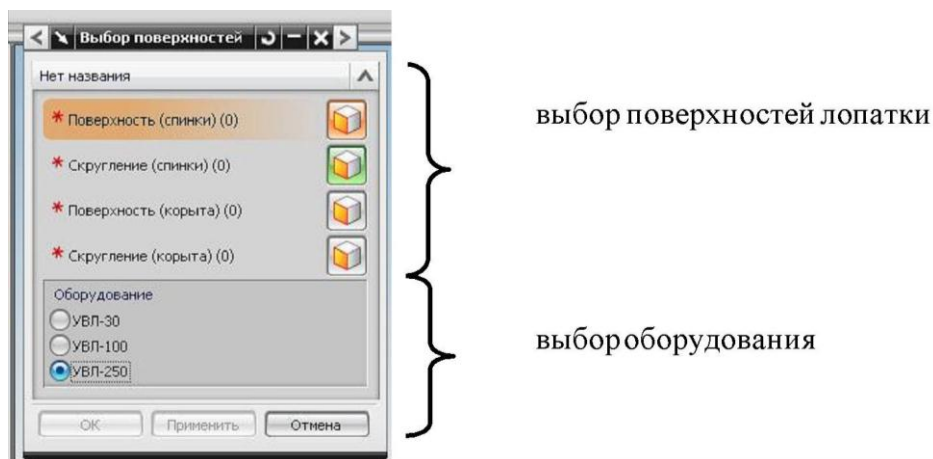 Выбор поверхностей
Нет названия
* Поверхность (спинки) (0)
* Скругление (спинки) (0)
* Поверхность (корыта) (0)
* Скругление (корыта) (0)
Оборудование
УВЛ-30
УВЛ-100
УВЛ-250
ОК
Применить
Отмена
выбор поверхностей лопатки
выбор оборудования